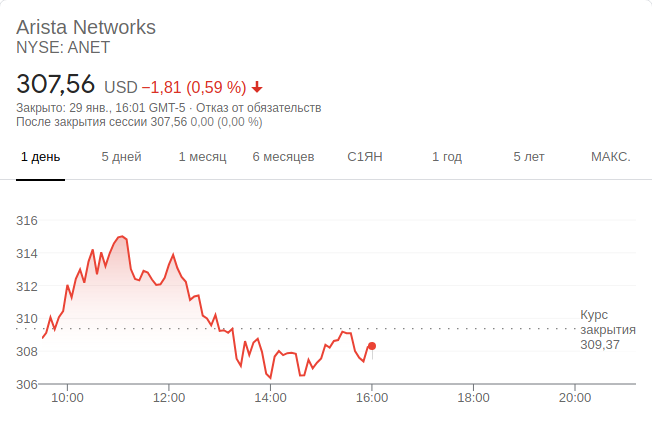 Arista Networks
NYSE: ANET
307,56 USD −1,81 (0,59 %)
Закрыто: 29 янв., 16:01 GMT-5 · Отказ от обязательств
После закрытия сессии 307,56 0,00 (0,00 %)
1 день 5 дней 1 месяц 6 месяцев С1ЯН 1 год 5 лет МАКС.
316
314
312
310
308
306
Курс
закрытия
309,37
10:00 12:00 14:00 16:00 18:00 20:00